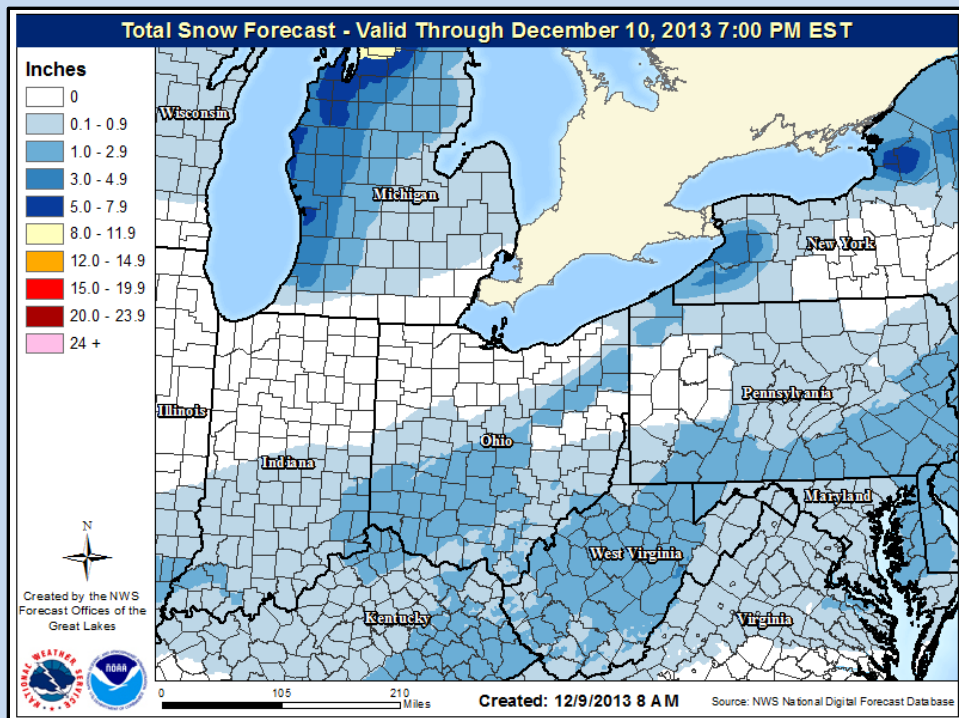 Total Snow Forecast - Valid Through December 10, 2013 7:00 PM EST
Inches
0
0.1 - 0.9
1.0 - 2.9
3.0 - 4.9
5.0 - 7.9
8.0 - 11.9
12.0 - 14.9
15.0 - 19.9
20.0 - 23.9
24 +
Wisconsin
Michigan
New York
Illinois
Indiana
Ohio
Pennsylvania
Maryland
West Virginia
Kentucky
Virginia
N
Created by the NWS
Forecast Offices of the
Great Lakes
NATIONAL WEATHER SERVICE
NOAA
0 105 210
Miles
Created: 12/9/2013 8 AM
Source: NWS National Digital Forecast Database